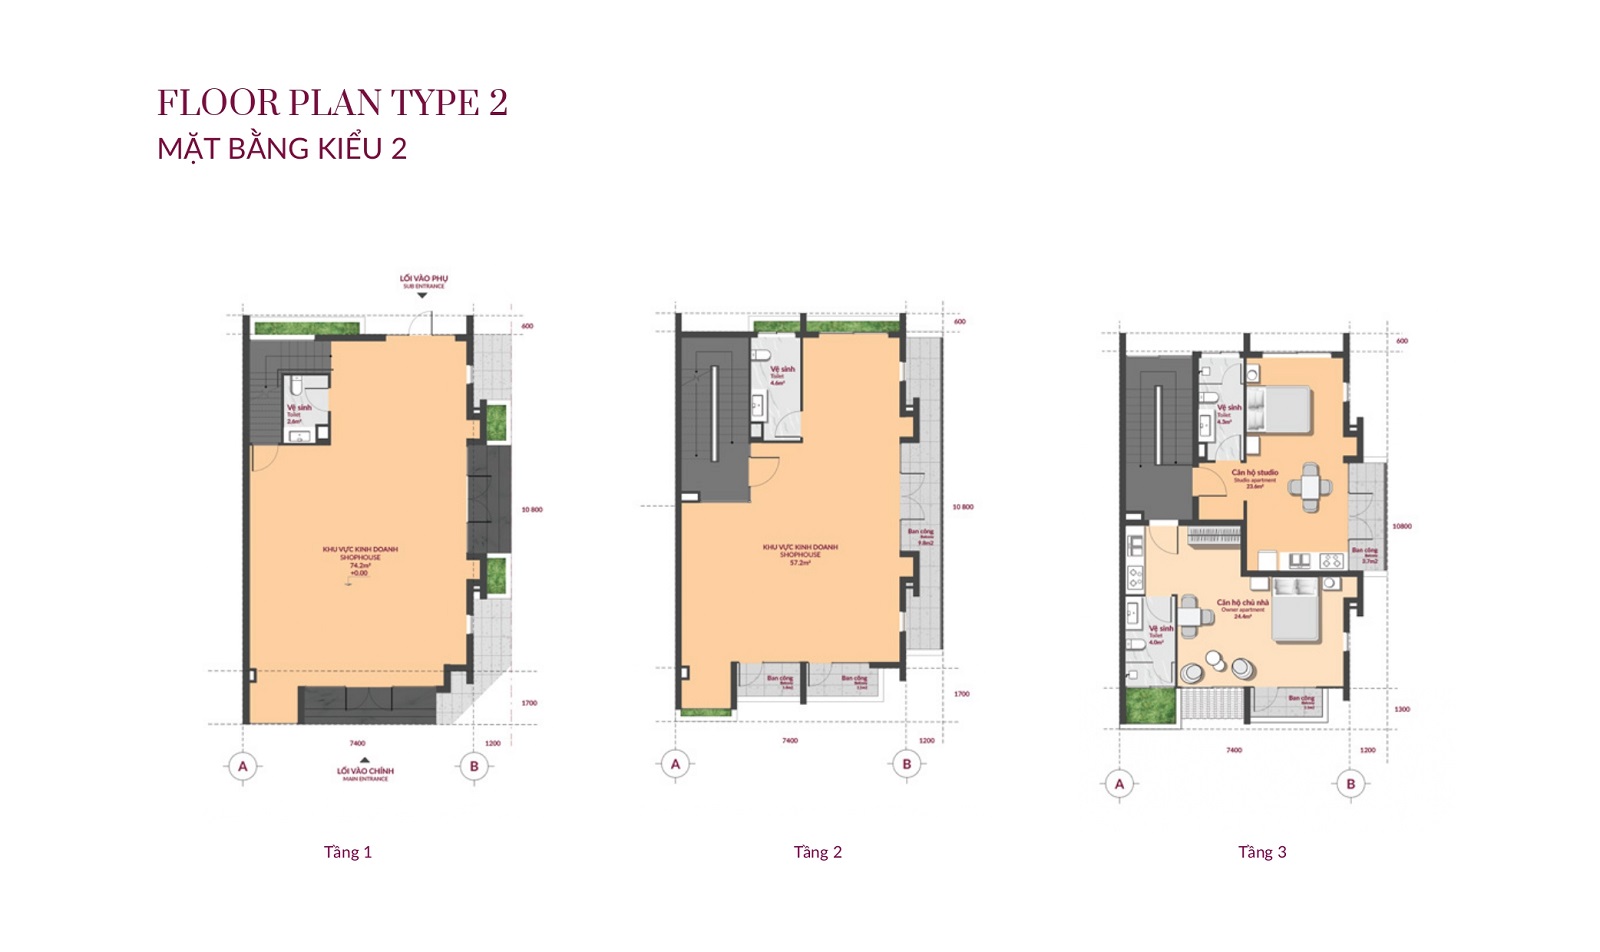 FLOOR PLAN TYPE 2
MẶT BẰNG KIỂU 2
LỐI VÀO PHỤ
SUB ENTRANCE
600
Vệ sinh
Toilet
2.6m²
10 800
KHU VỰC KINH DOANH
SHOPHOUSE
74.2m²
+0.00
1700
7400
1200
A
B
LỐI VÀO CHÍNH
MAIN ENTRANCE
Tầng 1
600
Vệ sinh
Toilet
4.6m²
10 800
Ban công
Balcony
9.8m2
KHU VỰC KINH DOANH
SHOPHOUSE
57.2m²
Ban công
Balcony
Ban công
Balcony
1700
7400
1200
A
B
Tầng 2
600
Vệ sinh
Toilet
4.3m²
Căn hộ studio
Studio apartment
23.6m²
10800
Ban công
Balcony
3.7m2
Căn hộ chủ nhà
Owner apartment
24.4m²
Vệ sinh
Toilet
4.0m²
Ban công
Balcony
1300
7400
1200
A
B
Tầng 3